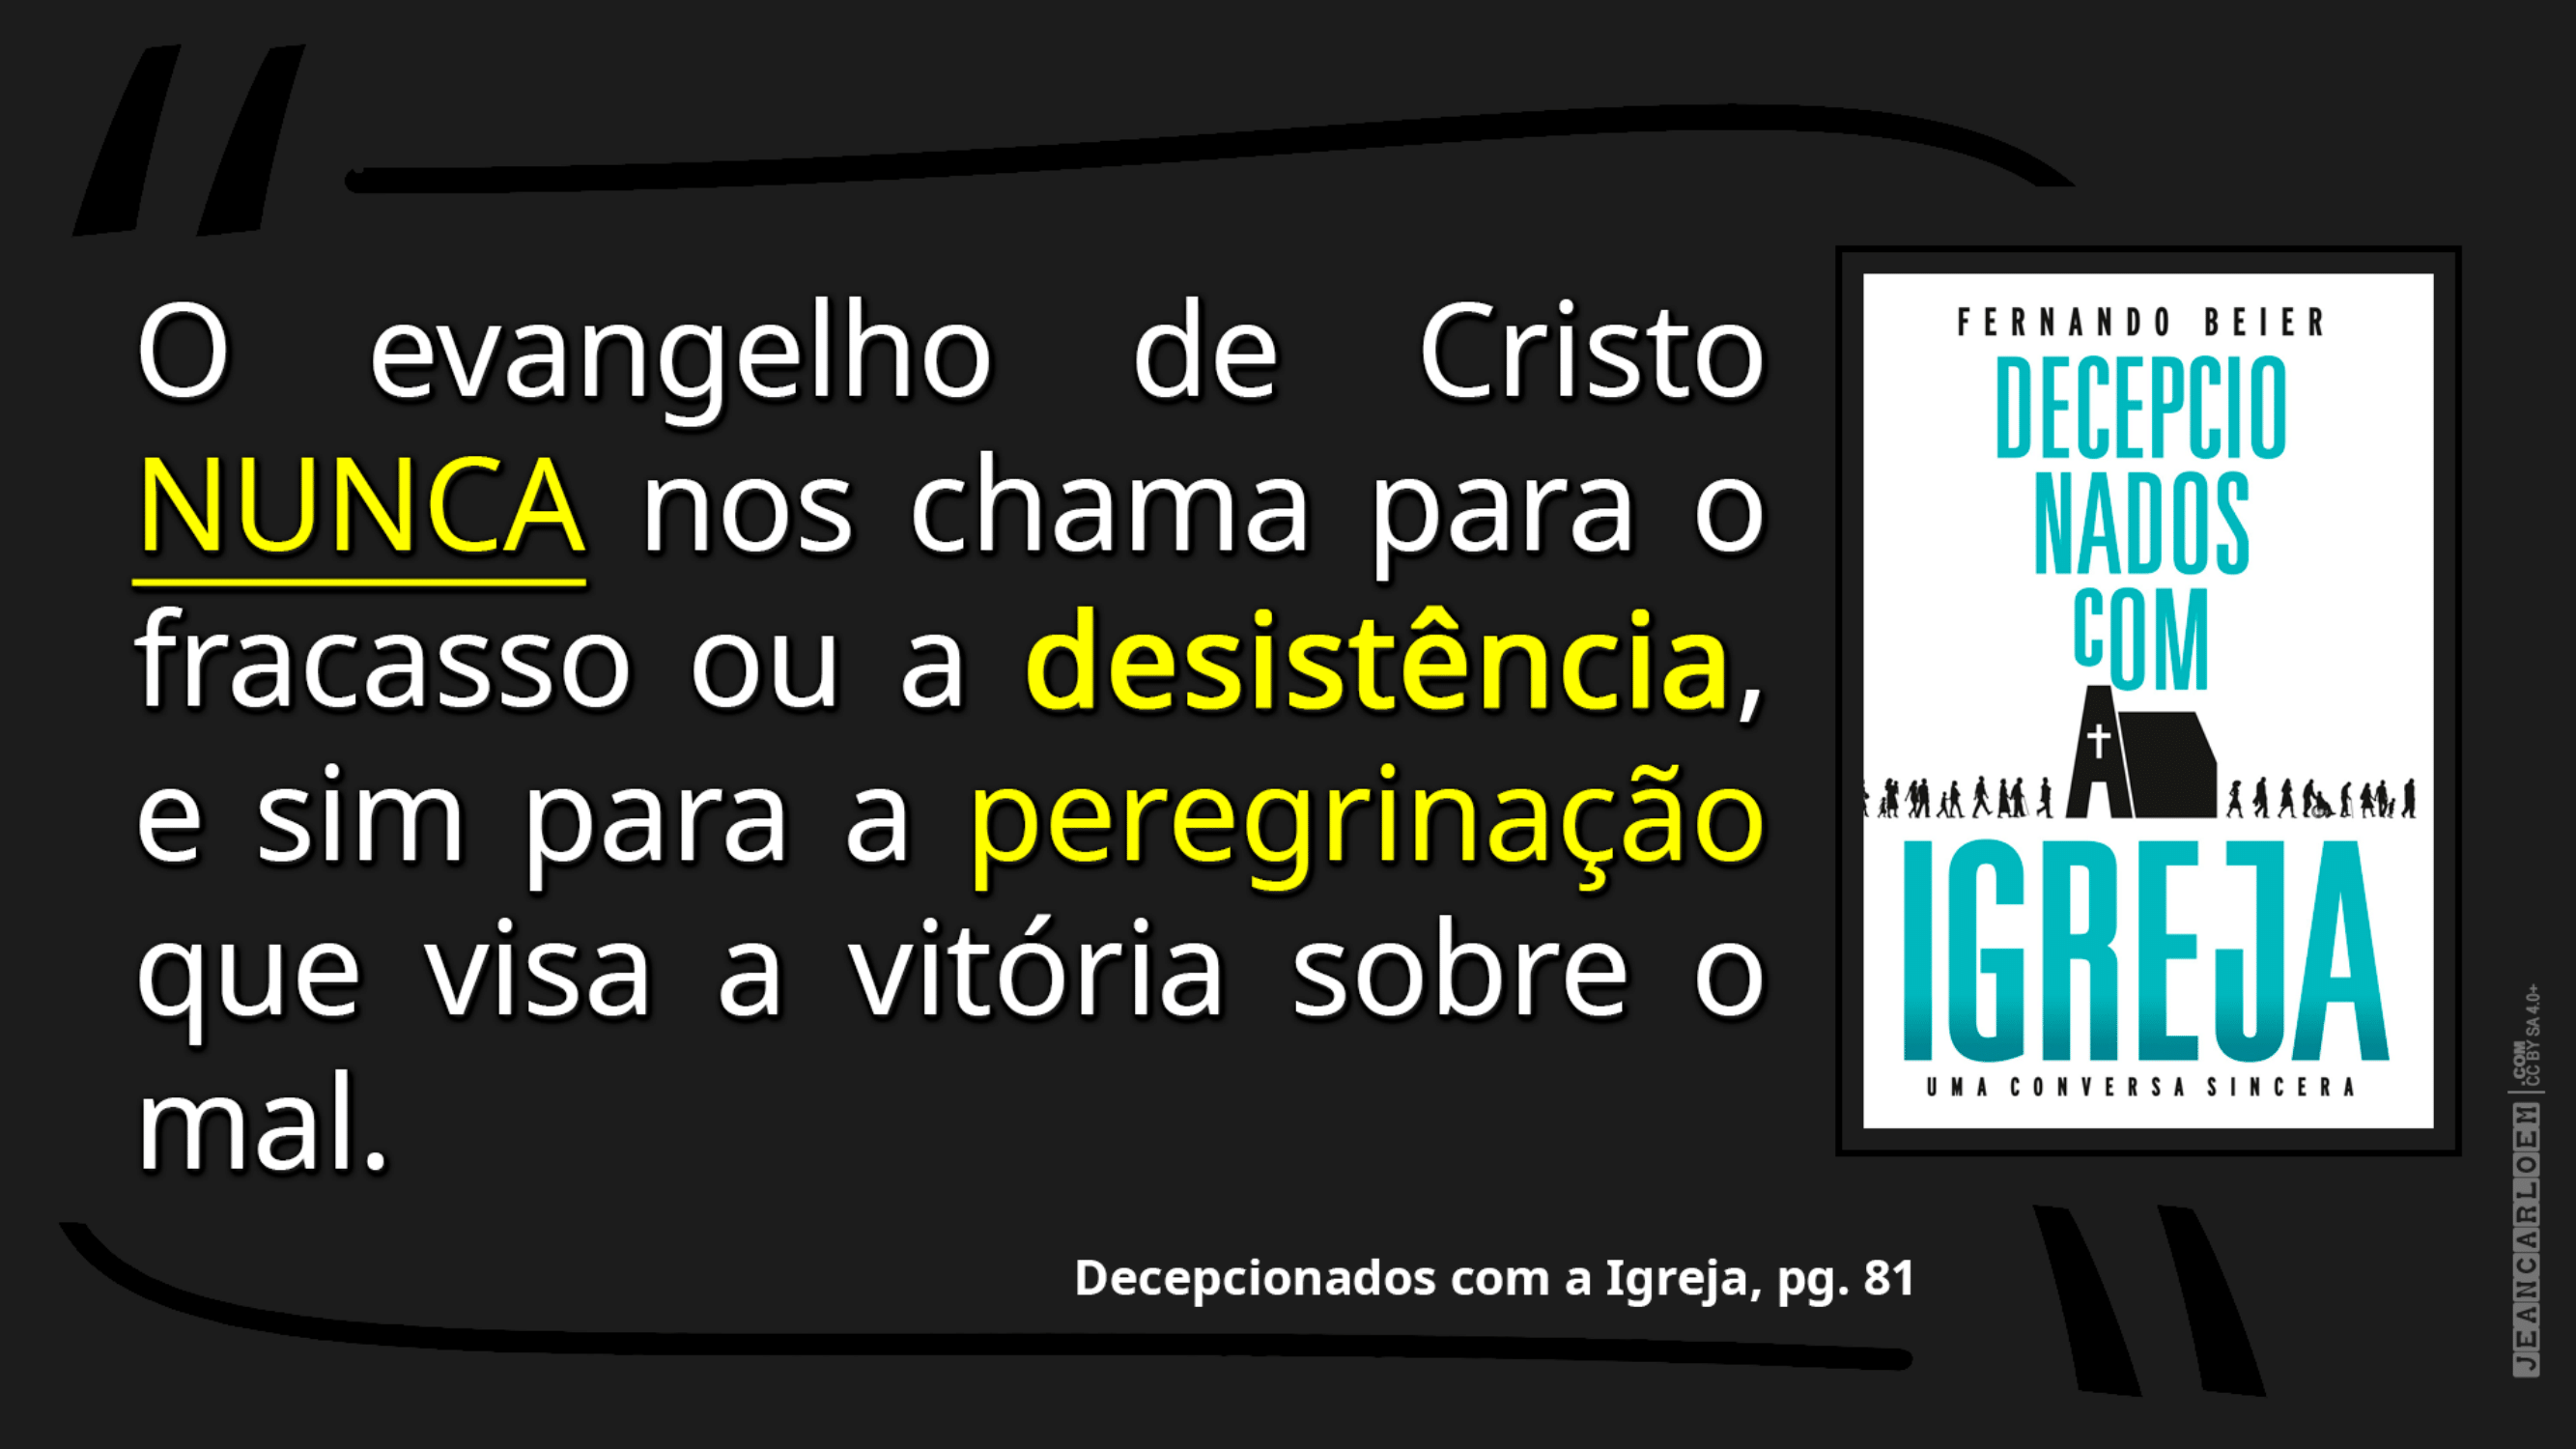 O evangelho de Cristo
NUNCA nos chama para o
fracasso ou a desistência,
e sim para a peregrinação
que visa a vitória sobre o
mal.
Decepcionados com a Igreja, pg. 81
FERNANDO BEIER
DECEPCIO
NADOS
COM
IGREJA
UMA CONVERSA SINCERA
JEANCARLOEM
.COM
CC BY SA 4.0+